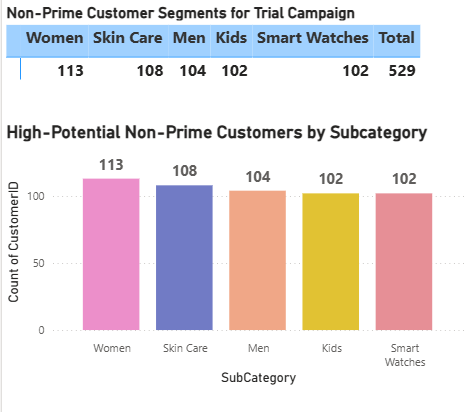 Non-Prime Customer Segments for Trial Campaign
Women Skin Care Men Kids Smart Watches Total
113 108 104 102 102 529
High-Potential Non-Prime Customers by Subcategory
Count of CustomerID
100
50
0
113 108 104 102 102
Women Skin Care Men Kids Smart
Watches
SubCategory